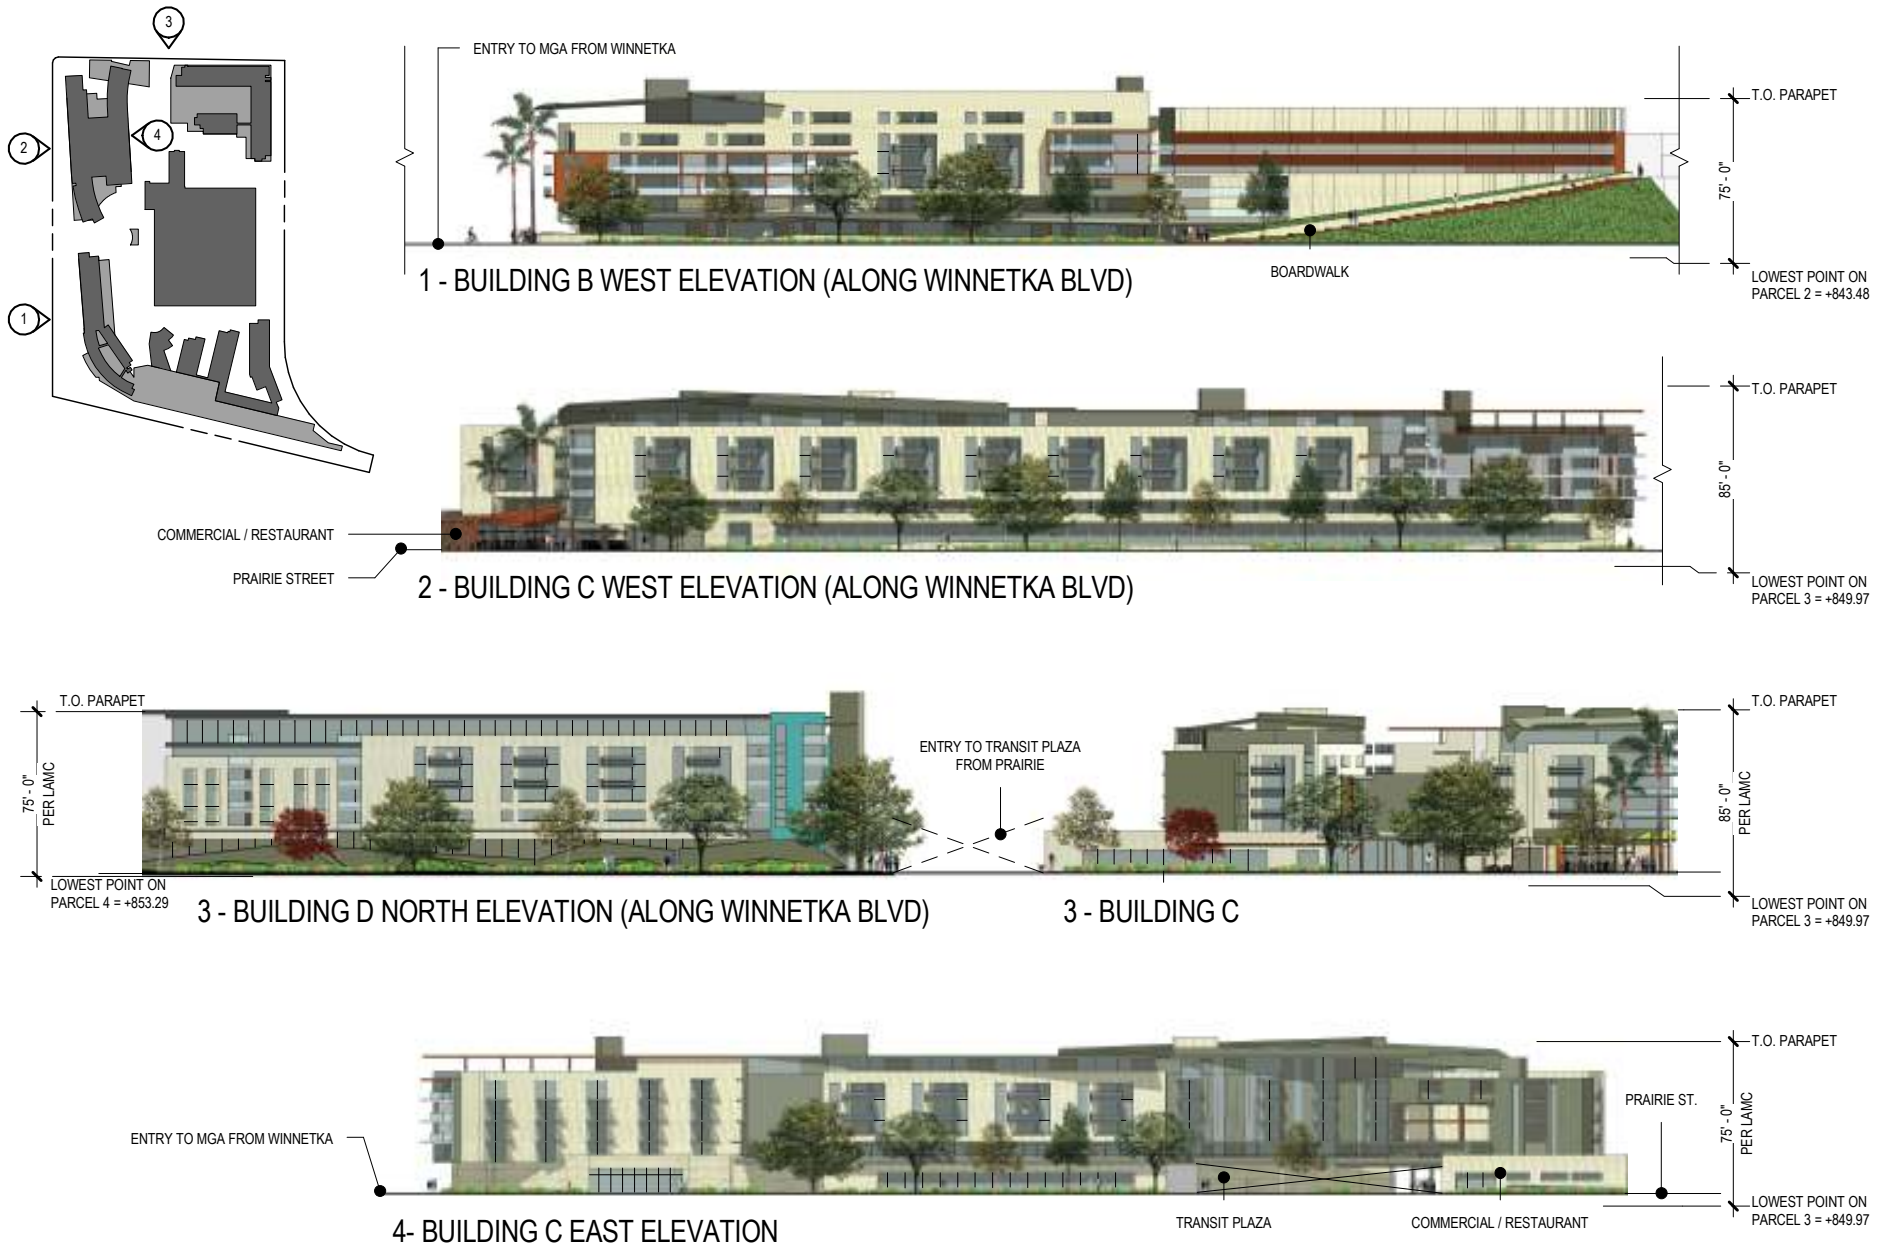 3
2
4
1
ENTRY TO MGA FROM WINNETKA
T.O. PARAPET
75' - 0"
BOARDWALK
LOWEST POINT ON
PARCEL 2 = +843.48
1 - BUILDING B WEST ELEVATION (ALONG WINNETKA BLVD)
T.O. PARAPET
85' - 0"
COMMERCIAL / RESTAURANT
PRAIRIE STREET
LOWEST POINT ON
PARCEL 3 = +849.97
2 - BUILDING C WEST ELEVATION (ALONG WINNETKA BLVD)
T.O. PARAPET
75' - 0"
PER LAMC
LOWEST POINT ON
PARCEL 4 = +853.29
3 - BUILDING D NORTH ELEVATION (ALONG WINNETKA BLVD)
ENTRY TO TRANSIT PLAZA
FROM PRAIRIE
3 - BUILDING C
T.O. PARAPET
85' - 0"
PER LAMC
LOWEST POINT ON
PARCEL 3 = +849.97
ENTRY TO MGA FROM WINNETKA
T.O. PARAPET
PRAIRIE ST.
75' - 0"
PER LAMC
LOWEST POINT ON
PARCEL 3 = +849.97
TRANSIT PLAZA
COMMERCIAL / RESTAURANT
4- BUILDING C EAST ELEVATION